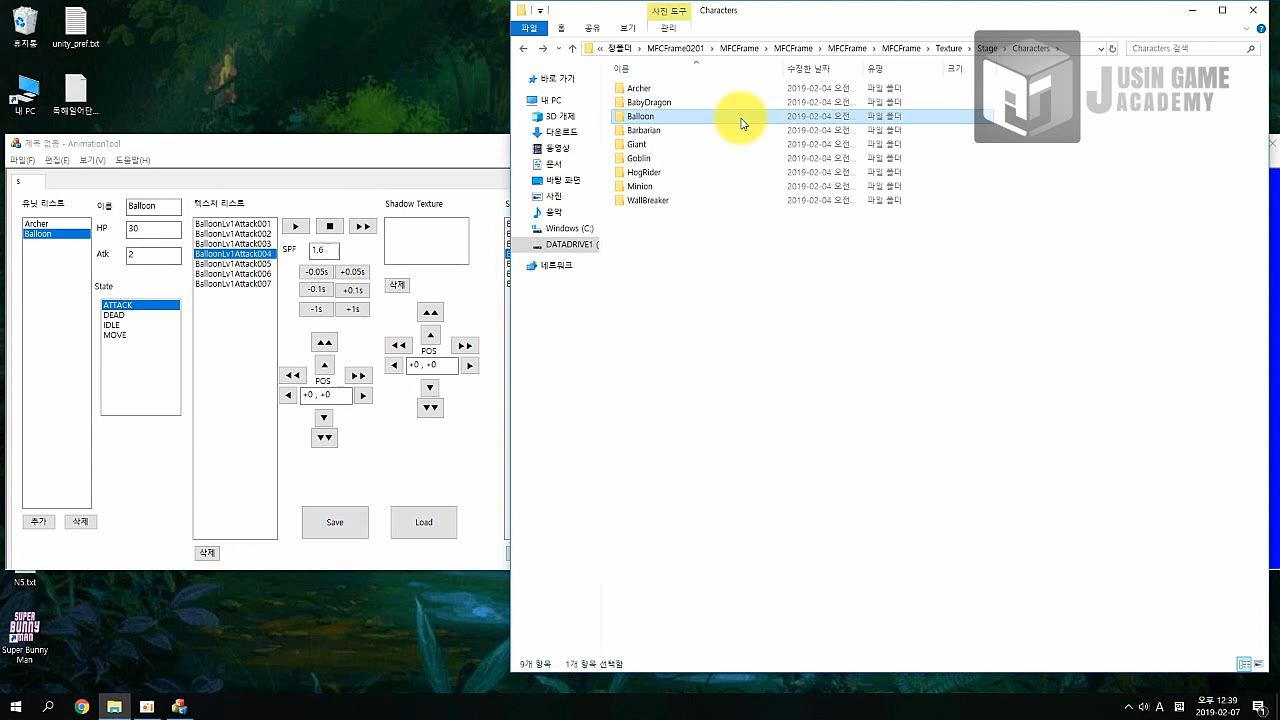 휴지통
unity_pref.txt
내 PC
독해일어단...
제목 없음 - AnimationTool
파일(F) 편집(E) 보기(V) 도움말(H)
s
유닛 리스트
Archer
Balloon
추가
삭제
이름
Balloon
HP
30
Atk
2
State
ATTACK
DEAD
IDLE
MOVE
텍스처 리스트
BalloonLv1Attack001
BalloonLv1Attack002
BalloonLv1Attack003
BalloonLv1Attack004
BalloonLv1Attack005
BalloonLv1Attack006
BalloonLv1Attack007
삭제
SPF
1.6
-0.05s +0.05s
-0.1s +0.1s
-1s +1s
POS
+0 , +0
Shadow Texture
삭제
POS
+0 , +0
Save
Load
N5.txt
SUPER BUNNY MAN
Super Bunny
Man
사진 도구
Characters
파일 홈 공유 보기 관리
« 장폴더 › MFCFrame0201 › MFCFrame › MFCFrame › MFCFrame › MFCFrame › Texture › Stage › Characters ›
Characters 검색
바로 가기
내 PC
3D 개체
다운로드
동영상
문서
바탕 화면
사진
음악
Windows (C:)
DATADRIVE1 (
네트워크
이름 수정한 날짜 유형 크기
Archer 2019-02-04 오전... 파일 폴더
BabyDragon 2019-02-04 오전... 파일 폴더
Balloon 2019-02-04 오전... 파일 폴더
Barbarian 2019-02-04 오전... 파일 폴더
Giant 2019-02-04 오전... 파일 폴더
Goblin 2019-02-04 오전... 파일 폴더
HogRider 2019-02-04 오전... 파일 폴더
Minion 2019-02-04 오전... 파일 폴더
WallBreaker 2019-02-04 오전... 파일 폴더
JUSIN GAME
ACADEMY
9개 항목 1개 항목 선택함
A
오후 12:39
2019-02-07